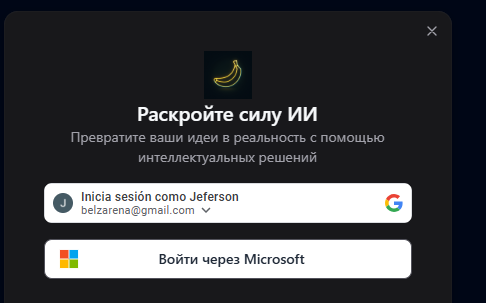 Раскройте силу ИИ
Превратите ваши идеи в реальность с помощью
интеллектуальных решений
J
Inicia sesión como Jeferson
belzarena@gmail.com
Войти через Microsoft